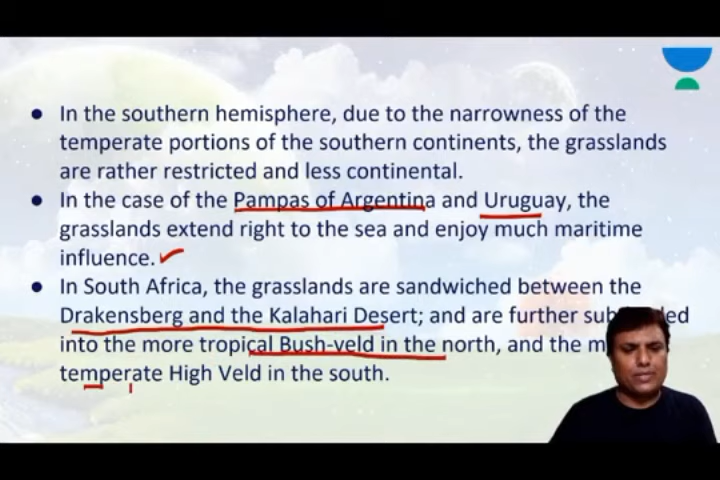 ● In the southern hemisphere, due to the narrowness of the
temperate portions of the southern continents, the grasslands
are rather restricted and less continental.
● In the case of the Pampas of Argentina and Uruguay, the
grasslands extend right to the sea and enjoy much maritime
influence.
● In South Africa, the grasslands are sandwiched between the
Drakensberg and the Kalahari Desert; and are further
into the more tropical Bush-veld in the north, and the
temperate High Veld in the south.